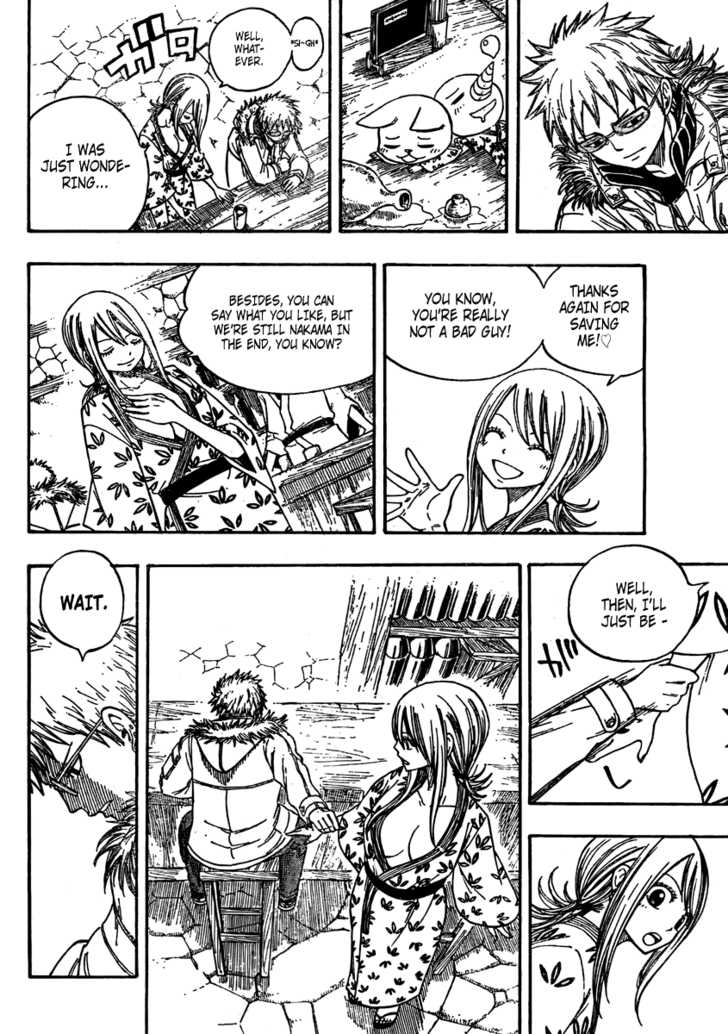 *SI~GH*
WELL,
WHAT-
EVER.
I WAS
JUST WONDE-
RING...
THANKS
AGAIN FOR
SAVING
ME!♡
YOU KNOW,
YOU'RE REALLY
NOT A BAD GUY!
BESIDES, YOU CAN
SAY WHAT YOU LIKE, BUT
WE'RE STILL NAKAMA IN
THE END, YOU KNOW?
WELL,
THEN, I'LL
JUST BE -
WAIT.